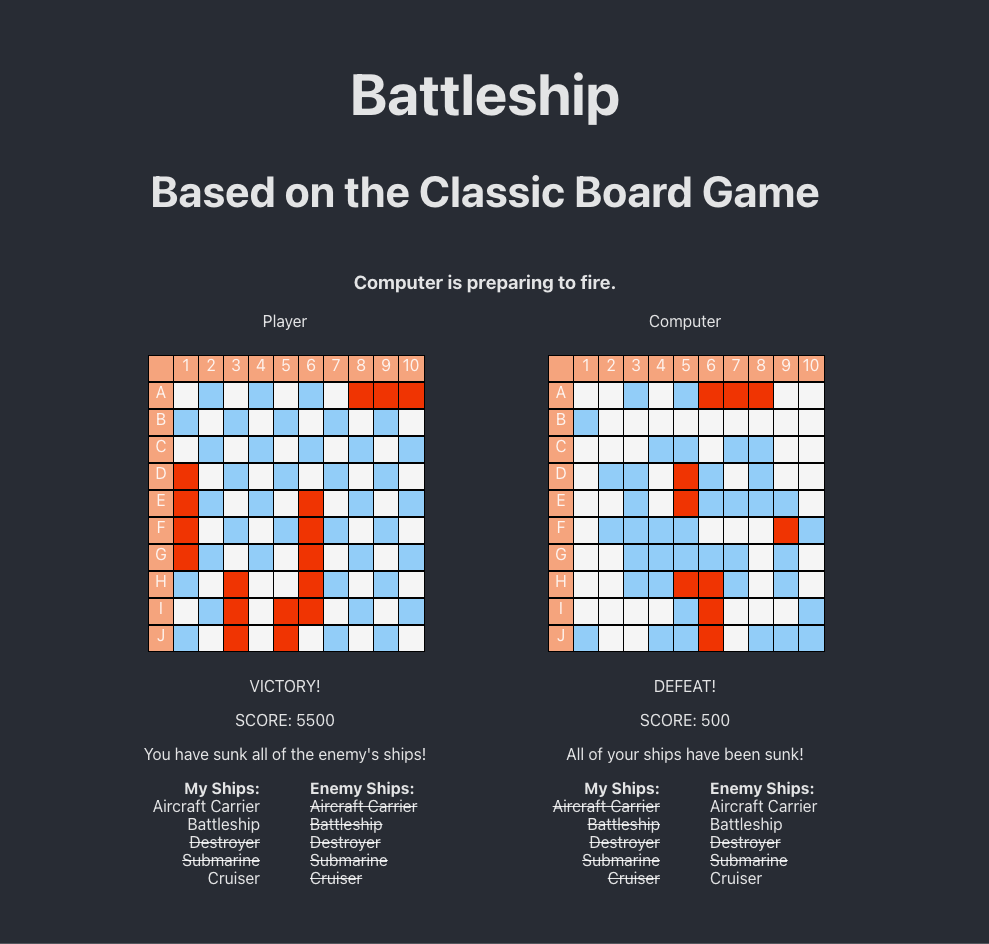 Battleship
Based on the Classic Board Game
Computer is preparing to fire.
Player
1 2 3 4 5 6 7 8 9 10
A
B
C
D
E
F
G
H
I
J
VICTORY!
SCORE: 5500
You have sunk all of the enemy's ships!
My Ships: Enemy Ships:
Aircraft Carrier Aircraft Carrier
Battleship Battleship
Destroyer Destroyer
Submarine Submarine
Cruiser Cruiser
Computer
1 2 3 4 5 6 7 8 9 10
A
B
C
D
E
F
G
H
I
J
DEFEAT!
SCORE: 500
All of your ships have been sunk!
My Ships: Enemy Ships:
Aircraft Carrier Aircraft Carrier
Battleship Battleship
Destroyer Destroyer
Submarine Submarine
Cruiser Cruiser